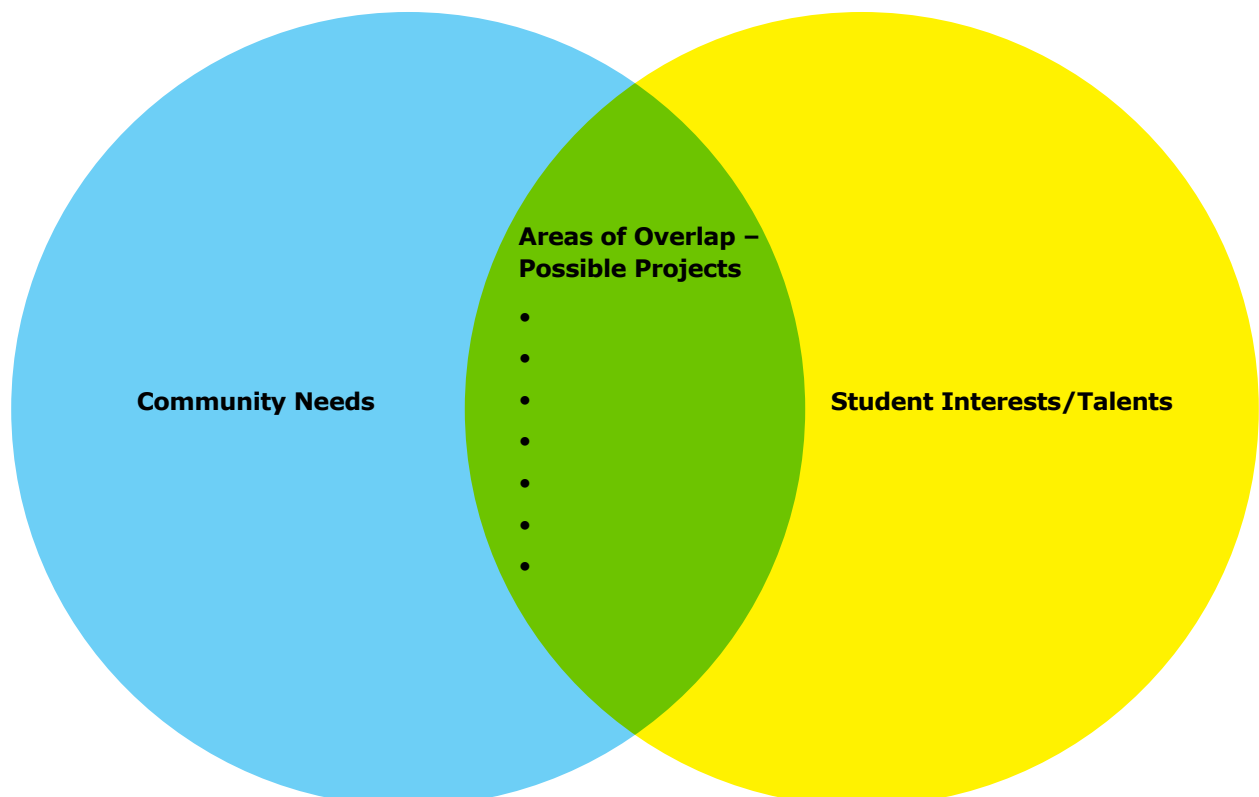 Areas of Overlap –
Possible Projects
•
•
•
•
•
•
•
Community Needs
Student Interests/Talents